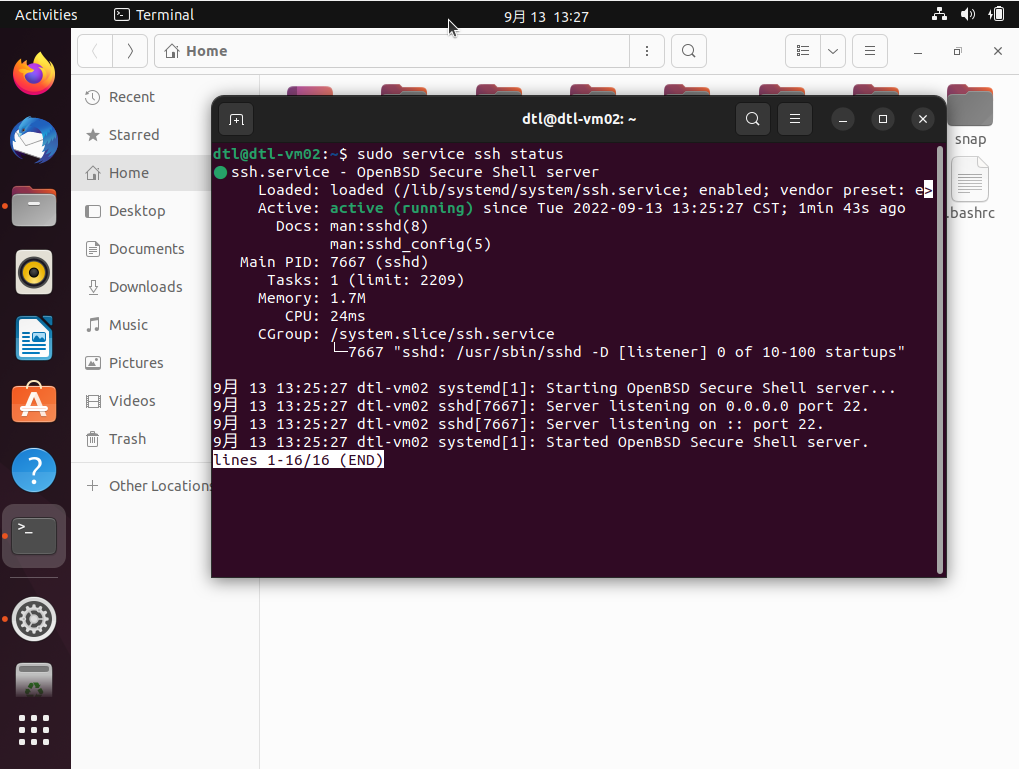 Activities
Terminal
9月 13 13:27
Home
Recent
Starred
Home
Desktop
Documents
Downloads
Music
Pictures
Videos
Trash
Other Locations
snap
.bashrc
dtl@dtl-vm02: ~
dtl@dtl-vm02:~$ sudo service ssh status
ssh.service - OpenBSD Secure Shell server
Loaded: loaded (/lib/systemd/system/ssh.service; enabled; vendor preset: e>
Active: active (running) since Tue 2022-09-13 13:25:27 CST; 1min 43s ago
Docs: man:sshd(8)
man:sshd_config(5)
Main PID: 7667 (sshd)
Tasks: 1 (limit: 2209)
Memory: 1.7M
CPU: 24ms
CGroup: /system.slice/ssh.service
└─7667 "sshd: /usr/sbin/sshd -D [listener] 0 of 10-100 startups"
9月 13 13:25:27 dtl-vm02 systemd[1]: Starting OpenBSD Secure Shell server...
9月 13 13:25:27 dtl-vm02 sshd[7667]: Server listening on 0.0.0.0 port 22.
9月 13 13:25:27 dtl-vm02 sshd[7667]: Server listening on :: port 22.
9月 13 13:25:27 dtl-vm02 systemd[1]: Started OpenBSD Secure Shell server.
lines 1-16/16 (END)